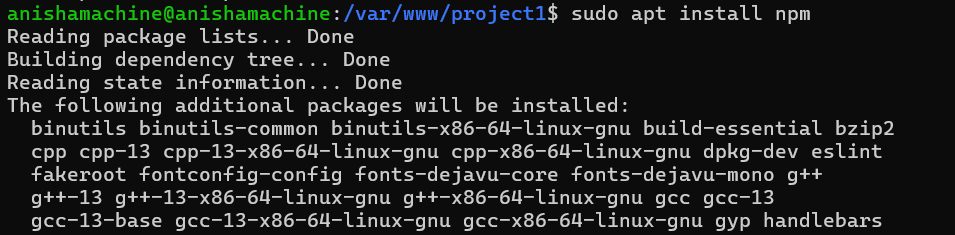 anishamachine@anishamachine:/var/www/project1$ sudo apt install npm
Reading package lists... Done
Building dependency tree... Done
Reading state information... Done
The following additional packages will be installed:
  binutils binutils-common binutils-x86-64-linux-gnu build-essential bzip2
  cpp cpp-13 cpp-13-x86-64-linux-gnu cpp-x86-64-linux-gnu dpkg-dev eslint
  fakeroot fontconfig-config fonts-dejavu-core fonts-dejavu-mono g++
  g++-13 g++-13-x86-64-linux-gnu g++-x86-64-linux-gnu gcc gcc-13
  gcc-13-base gcc-13-x86-64-linux-gnu gcc-x86-64-linux-gnu gyp handlebars